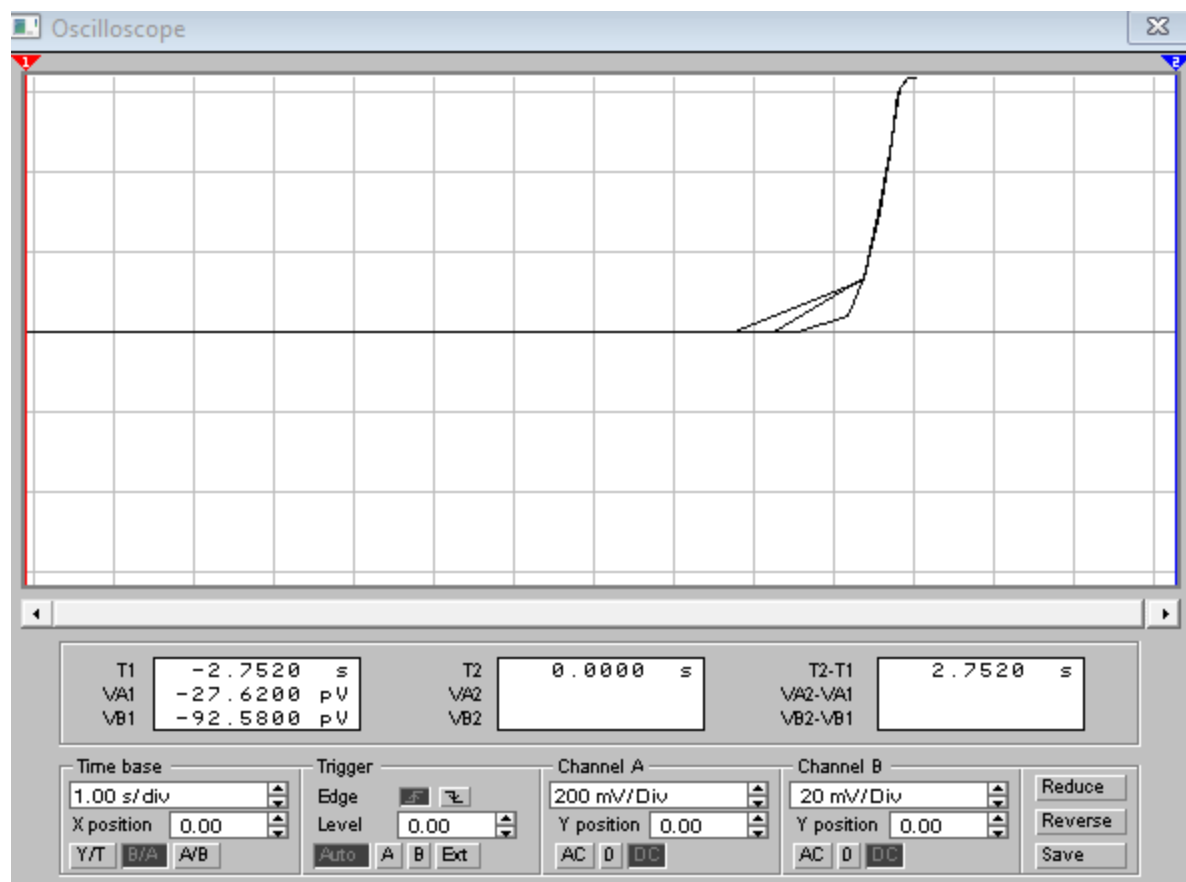 Oscilloscope
1 2
T1 -2.7520 s T2 0.0000 s T2-T1 2.7520 s
VA1 -27.6200 pV VA2 VA2-VA1
VB1 -92.5800 pV VB2 VB2-VB1
Time base Trigger Channel A Channel B
1.00 s/div Edge 200 mV/Div 20 mV/Div Reduce
X position 0.00 Level 0.00 Y position 0.00 Y position 0.00 Reverse
Y/T B/A A/B Auto A B Ext AC 0 DC AC 0 DC Save